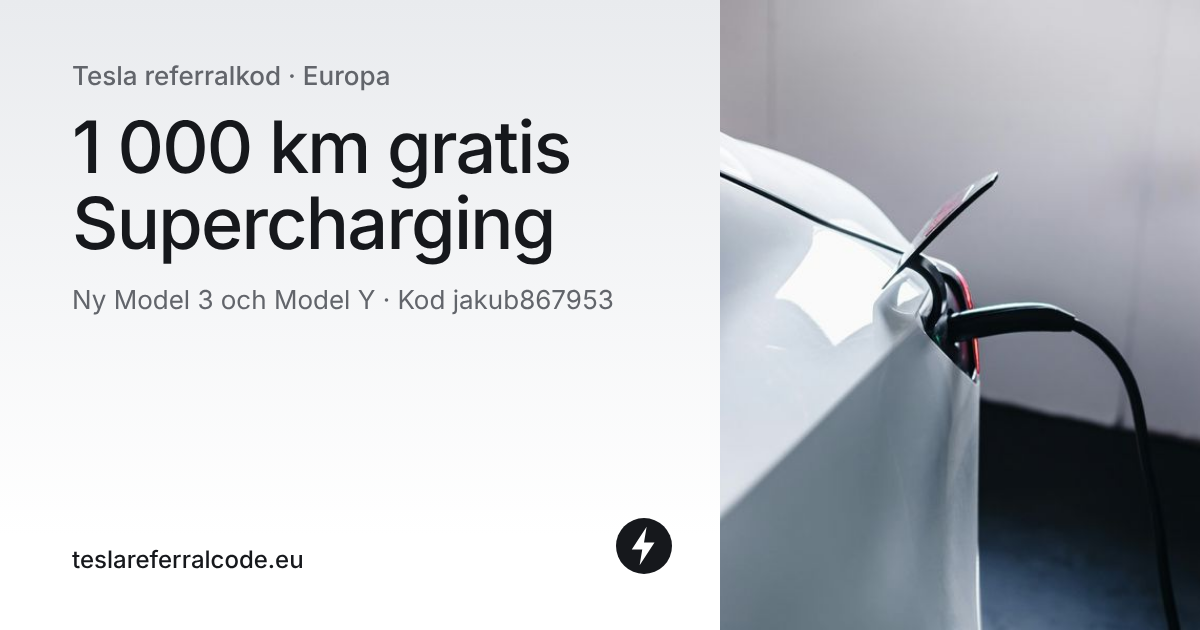 Tesla referralkod · Europa
1 000 km gratis
Supercharging
Ny Model 3 och Model Y · Kod jakub867953
teslareferralcode.eu